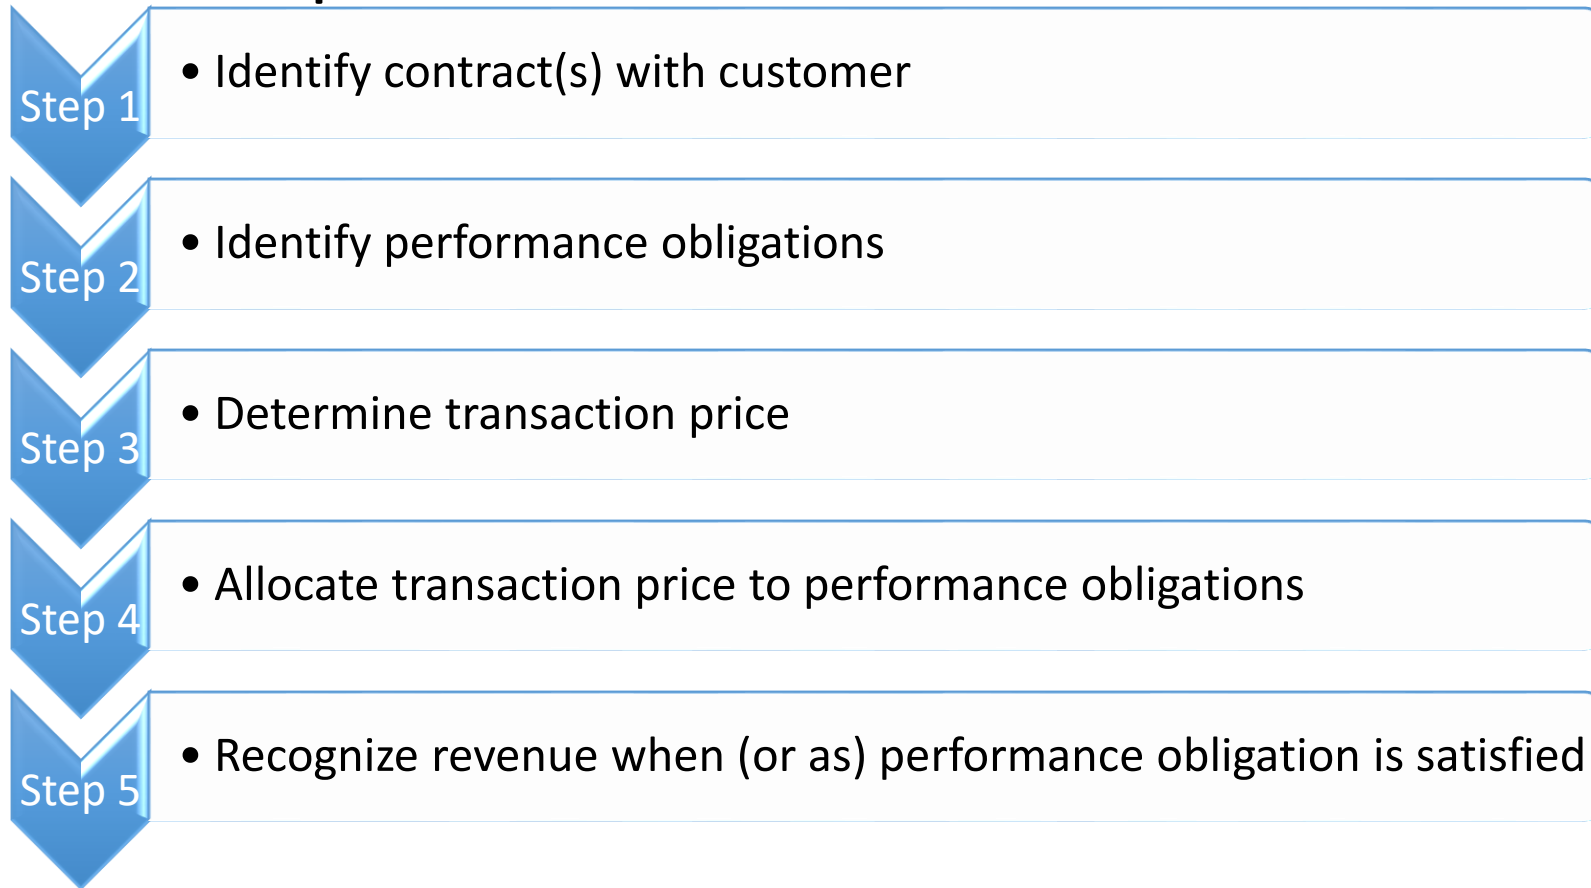 Step 1
• Identify contract(s) with customer
Step 2
• Identify performance obligations
Step 3
• Determine transaction price
Step 4
• Allocate transaction price to performance obligations
Step 5
• Recognize revenue when (or as) performance obligation is satisfied